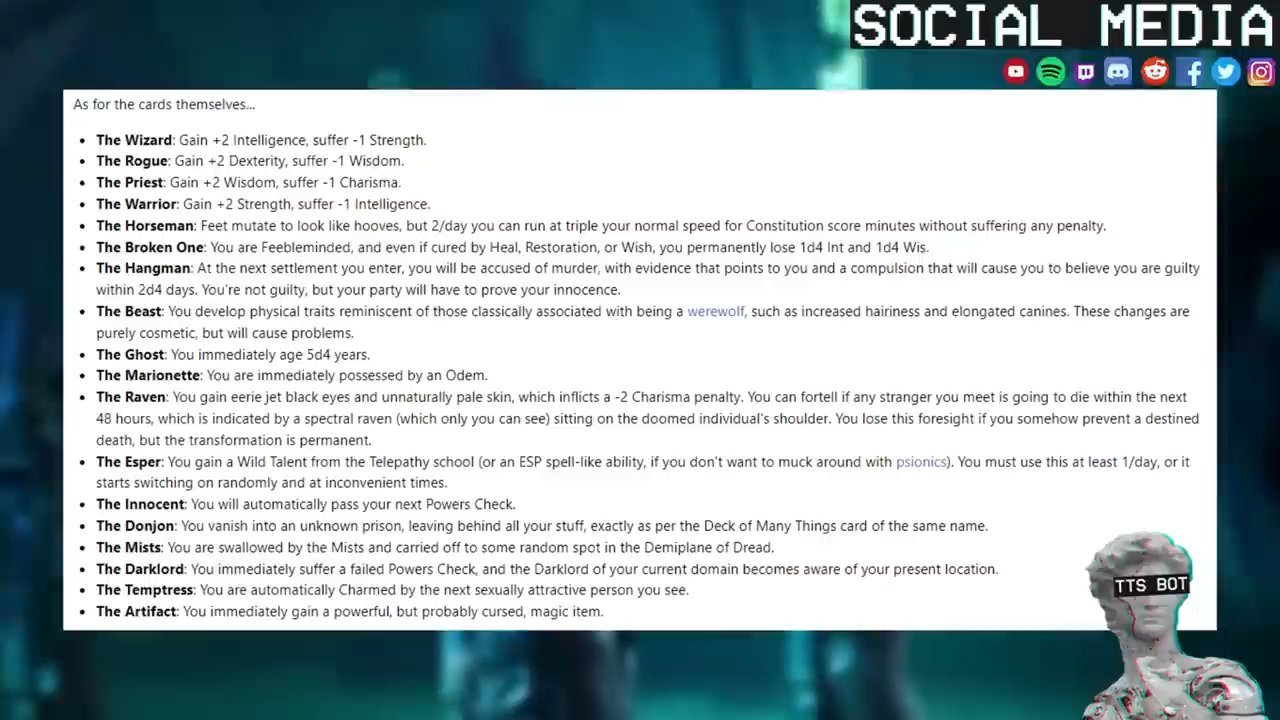 SOCIAL MEDIA
As for the cards themselves...
• The Wizard: Gain +2 Intelligence, suffer -1 Strength.
• The Rogue: Gain +2 Dexterity, suffer -1 Wisdom.
• The Priest: Gain +2 Wisdom, suffer -1 Charisma.
• The Warrior: Gain +2 Strength, suffer -1 Intelligence.
• The Horseman: Feet mutate to look like hooves, but 2/day you can run at triple your normal speed for Constitution score minutes without suffering any penalty.
• The Broken One: You are Feebleminded, and even if cured by Heal, Restoration, or Wish, you permanently lose 1d4 Int and 1d4 Wis.
• The Hangman: At the next settlement you enter, you will be accused of murder, with evidence that points to you and a compulsion that will cause you to believe you are guilty
within 2d4 days. You're not guilty, but your party will have to prove your innocence.
• The Beast: You develop physical traits reminiscent of those classically associated with being a werewolf, such as increased hairiness and elongated canines. These changes are
purely cosmetic, but will cause problems.
• The Ghost: You immediately age 5d4 years.
• The Marionette: You are immediately possessed by an Odem.
• The Raven: You gain eerie jet black eyes and unnaturally pale skin, which inflicts a -2 Charisma penalty. You can fortell if any stranger you meet is going to die within the next
48 hours, which is indicated by a spectral raven (which only you can see) sitting on the doomed individual's shoulder. You lose this foresight if you somehow prevent a destined
death, but the transformation is permanent.
• The Esper: You gain a Wild Talent from the Telepathy school (or an ESP spell-like ability, if you don't want to muck around with psionics). You must use this at least 1/day, or it
starts switching on randomly and at inconvenient times.
• The Innocent: You will automatically pass your next Powers Check.
• The Donjon: You vanish into an unknown prison, leaving behind all your stuff, exactly as per the Deck of Many Things card of the same name.
• The Mists: You are swallowed by the Mists and carried off to some random spot in the Demiplane of Dread.
• The Darklord: You immediately suffer a failed Powers Check, and the Darklord of your current domain becomes aware of your present location.
• The Temptress: You are automatically Charmed by the next sexually attractive person you see.
• The Artifact: You immediately gain a powerful, but probably cursed, magic item.
TTS BOT